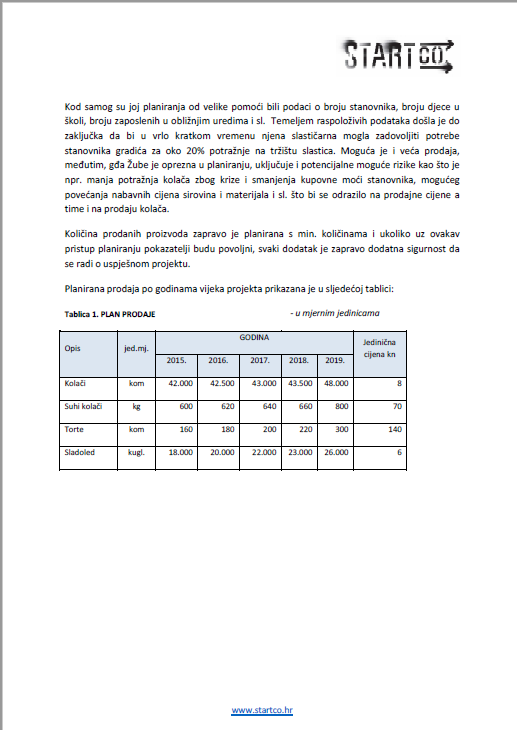 START CO.
Kod samog su joj planiranja od velike pomoći bili podaci o broju stanovnika, broju djece u
školi, broju zaposlenih u obližnjim uredima i sl. Temeljem raspoloživih podataka došla je do
zaključka da bi u vrlo kratkom vremenu njena slastičarna mogla zadovoljiti potrebe
stanovnika gradića za oko 20% potražnje na tržištu slastica. Moguća je i veća prodaja,
međutim, gđa Žube je oprezna u planiranju, uključuje i potencijalne moguće rizike kao što je
npr. manja potražnja kolača zbog krize i smanjenja kupovne moći stanovnika, mogućeg
povećanja nabavnih cijena sirovina i materijala i sl. što bi se odrazilo na prodajne cijene a
time i na prodaju kolača.
Količina prodanih proizvoda zapravo je planirana s min. količinama i ukoliko uz ovakav
pristup planiranju pokazatelji budu povoljni, svaki dodatak je zapravo dodatna sigurnost da
se radi o uspješnom projektu.
Planirana prodaja po godinama vijeka projekta prikazana je u sljedećoj tablici:
Tablica 1. PLAN PRODAJE - u mjernim jedinicama
Opis jed.mj. GODINA Jedinična cijena kn
2015. 2016. 2017. 2018. 2019.
Kolači kom 42.000 42.500 43.000 43.500 48.000 8
Suhi kolači kg 600 620 640 660 800 70
Torte kom 160 180 200 220 300 140
Sladoled kugl. 18.000 20.000 22.000 23.000 26.000 6
www.startco.hr